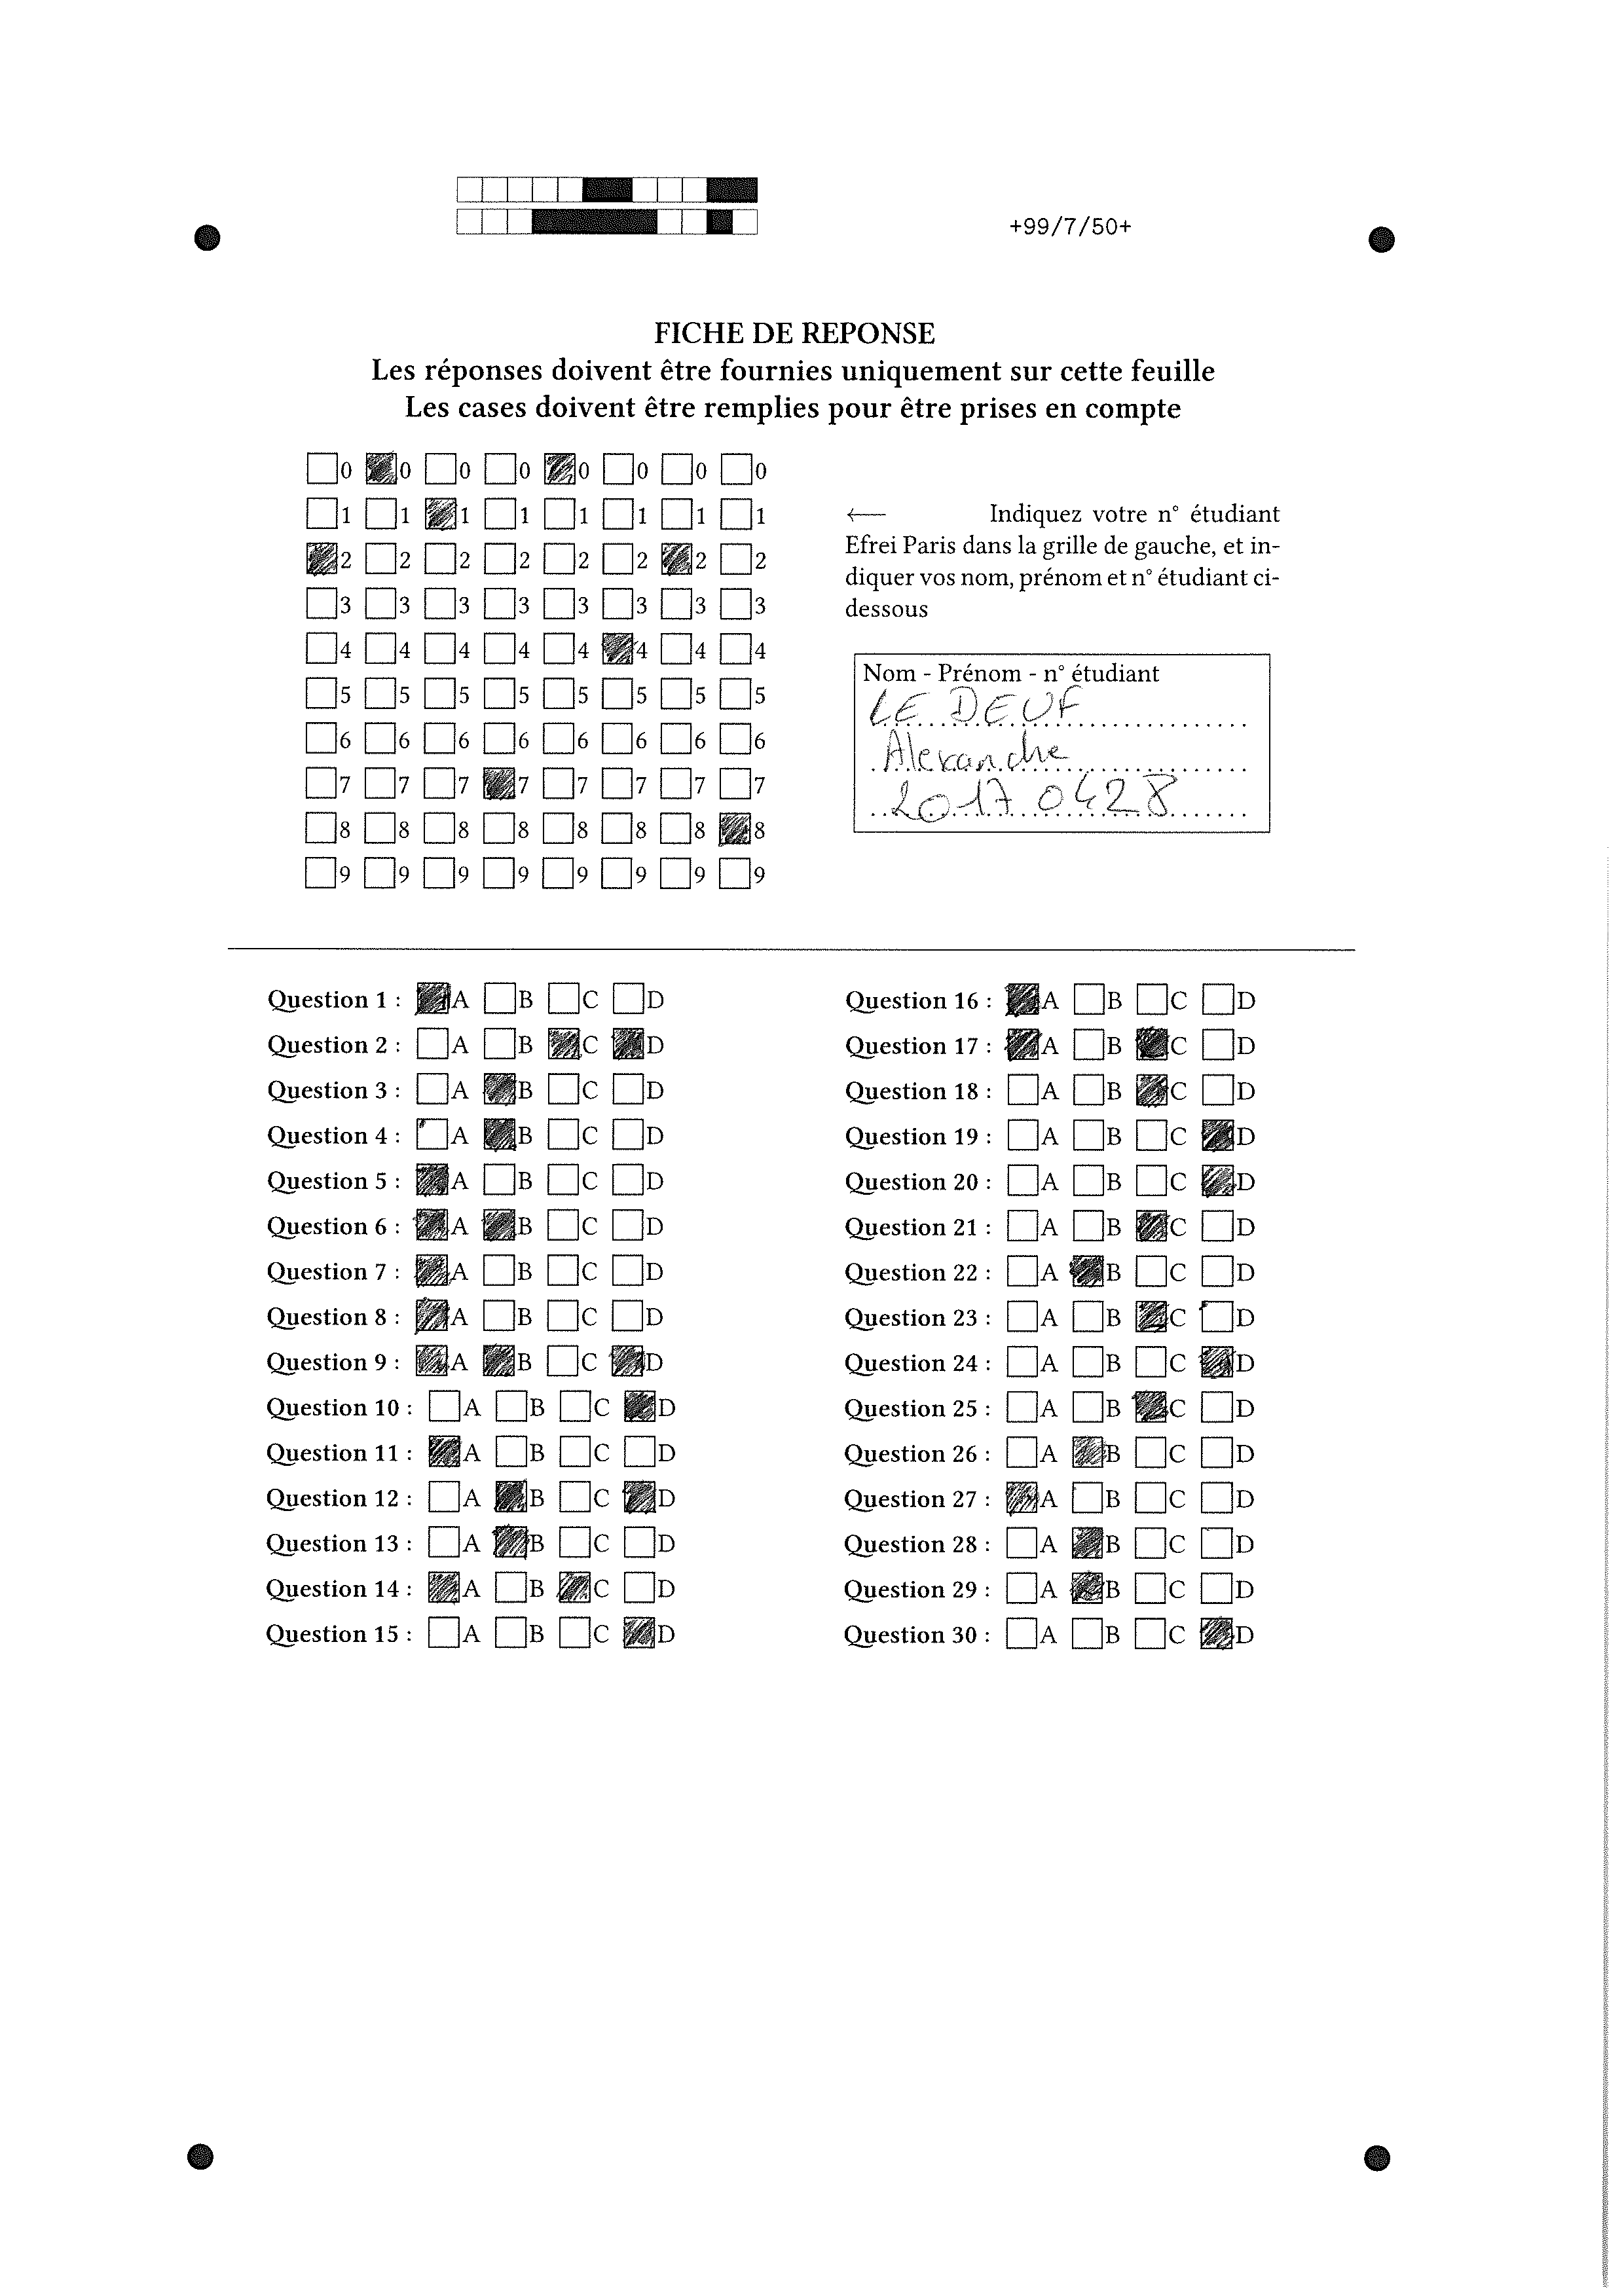 +99/7/50+
FICHE DE REPONSE
Les réponses doivent être fournies uniquement sur cette feuille
Les cases doivent être remplies pour être prises en compte
0 0 0 0 0 0 0 0
1 1 1 1 1 1 1 1
2 2 2 2 2 2 2 2
3 3 3 3 3 3 3 3
4 4 4 4 4 4 4 4
5 5 5 5 5 5 5 5
6 6 6 6 6 6 6 6
7 7 7 7 7 7 7 7
8 8 8 8 8 8 8 8
9 9 9 9 9 9 9 9
← Indiquez votre n° étudiant
Efrei Paris dans la grille de gauche, et in-
diquer vos nom, prénom et n° étudiant ci-
dessous
Nom - Prénom - n° étudiant
LE DEUF
Alexandre
20170428
Question 1 : A B C D
Question 2 : A B C D
Question 3 : A B C D
Question 4 : A B C D
Question 5 : A B C D
Question 6 : A B C D
Question 7 : A B C D
Question 8 : A B C D
Question 9 : A B C D
Question 10 : A B C D
Question 11 : A B C D
Question 12 : A B C D
Question 13 : A B C D
Question 14 : A B C D
Question 15 : A B C D
Question 16 : A B C D
Question 17 : A B C D
Question 18 : A B C D
Question 19 : A B C D
Question 20 : A B C D
Question 21 : A B C D
Question 22 : A B C D
Question 23 : A B C D
Question 24 : A B C D
Question 25 : A B C D
Question 26 : A B C D
Question 27 : A B C D
Question 28 : A B C D
Question 29 : A B C D
Question 30 : A B C D